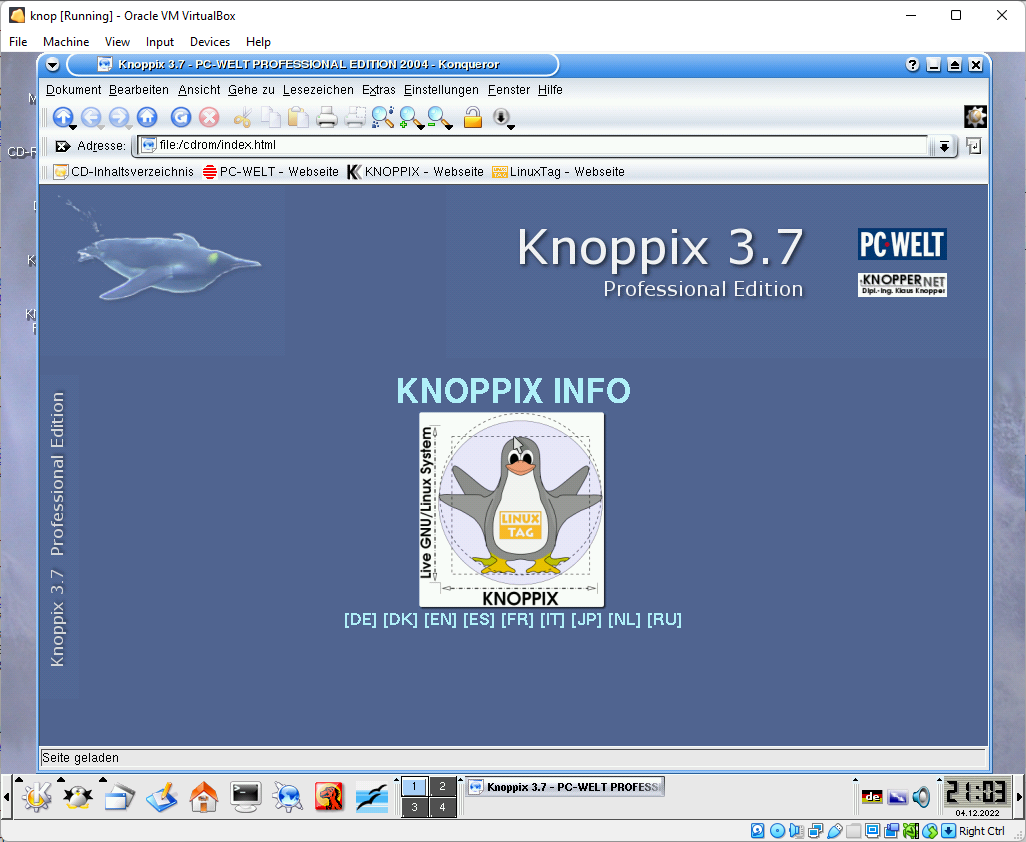 knop [Running] - Oracle VM VirtualBox
File Machine View Input Devices Help
Knoppix 3.7 - PC-WELT PROFESSIONAL EDITION 2004 - Konqueror
Dokument Bearbeiten Ansicht Gehe zu Lesezeichen Extras Einstellungen Fenster Hilfe
Adresse: file:/cdrom/index.html
CD-Inhaltsverzeichnis PC-WELT - Webseite KNOPPIX - Webseite LinuxTag - Webseite
Knoppix 3.7
Professional Edition
PC WELT
KNOPPER.NET
Dipl.-Ing. Klaus Knopper
Knoppix 3.7 Professional Edition
KNOPPIX INFO
Live GNU/Linux System
LINUX
TAG
KNOPPIX
[DE] [DK] [EN] [ES] [FR] [IT] [JP] [NL] [RU]
Seite geladen
1 2
3 4
Knoppix 3.7 - PC-WELT PROFESS
de
21:03
04.12.2022
Right Ctrl